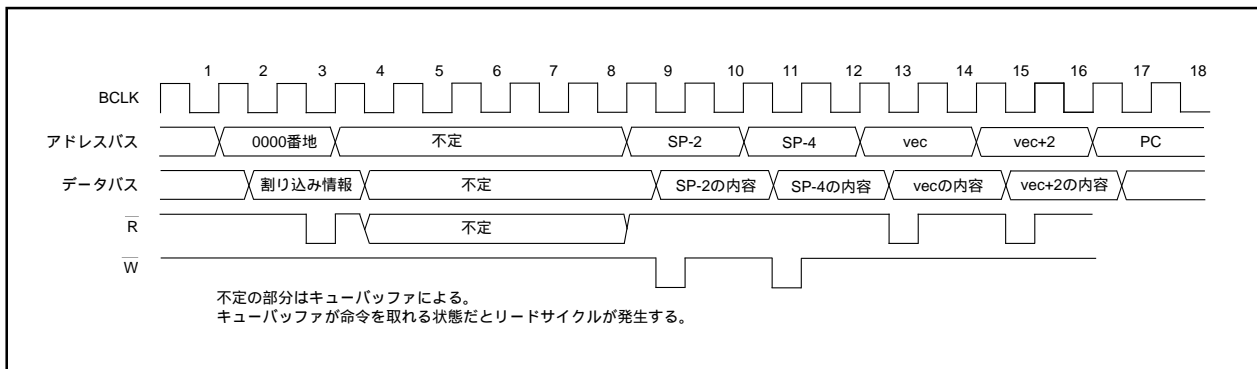 1 2 3 4 5 6 7 8 9 10 11 12 13 14 15 16 17 18
BCLK
アドレスバス 0000番地 不定 SP-2 SP-4 vec vec+2 PC
データバス 割り込み情報 不定 SP-2の内容 SP-4の内容 vecの内容 vec+2の内容
R 不定
W
不定の部分はキューバッファによる。
キューバッファが命令を取れる状態だとリードサイクルが発生する。